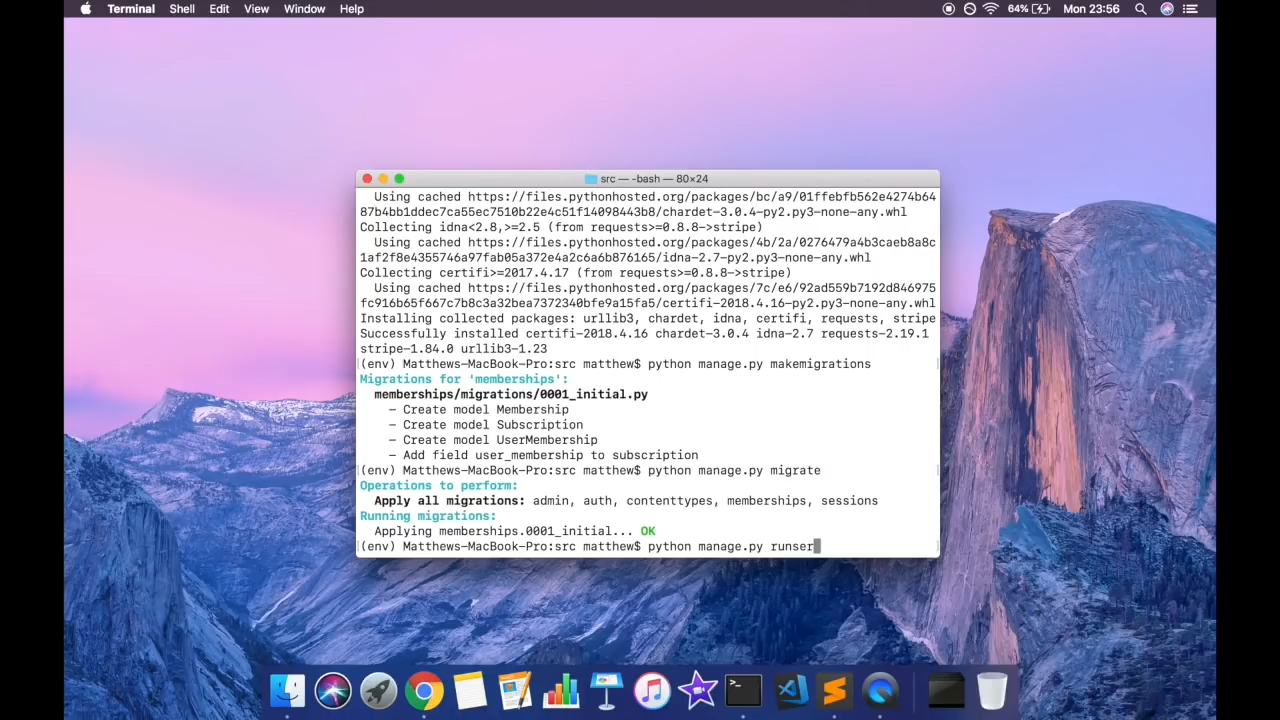 Terminal Shell Edit View Window Help 64% Mon 23:56
src — -bash — 80×24
Using cached https://files.pythonhosted.org/packages/bc/a9/01ffebfb562e4274b64
87b4bb1ddec7ca55ec7510b22e4c51f14098443b8/chardet-3.0.4-py2.py3-none-any.whl
Collecting idna<2.8,>=2.5 (from requests>=0.8.8->stripe)
Using cached https://files.pythonhosted.org/packages/4b/2a/0276479a4b3caeb8a8c
1af2f8e4355746a97fab05a372e4a2c6a6b876165/idna-2.7-py2.py3-none-any.whl
Collecting certifi>=2017.4.17 (from requests>=0.8.8->stripe)
Using cached https://files.pythonhosted.org/packages/7c/e6/92ad559b7192d846975
fc916b65f667c7b8c3a32bea7372340bfe9a15fa5/certifi-2018.4.16-py2.py3-none-any.whl
Installing collected packages: urllib3, chardet, idna, certifi, requests, stripe
Successfully installed certifi-2018.4.16 chardet-3.0.4 idna-2.7 requests-2.19.1
stripe-1.84.0 urllib3-1.23
(env) Matthews-MacBook-Pro:src matthew$ python manage.py makemigrations
Migrations for 'memberships':
memberships/migrations/0001_initial.py
- Create model Membership
- Create model Subscription
- Create model UserMembership
- Add field user_membership to subscription
(env) Matthews-MacBook-Pro:src matthew$ python manage.py migrate
Operations to perform:
Apply all migrations: admin, auth, contenttypes, memberships, sessions
Running migrations:
Applying memberships.0001_initial... OK
(env) Matthews-MacBook-Pro:src matthew$ python manage.py runser